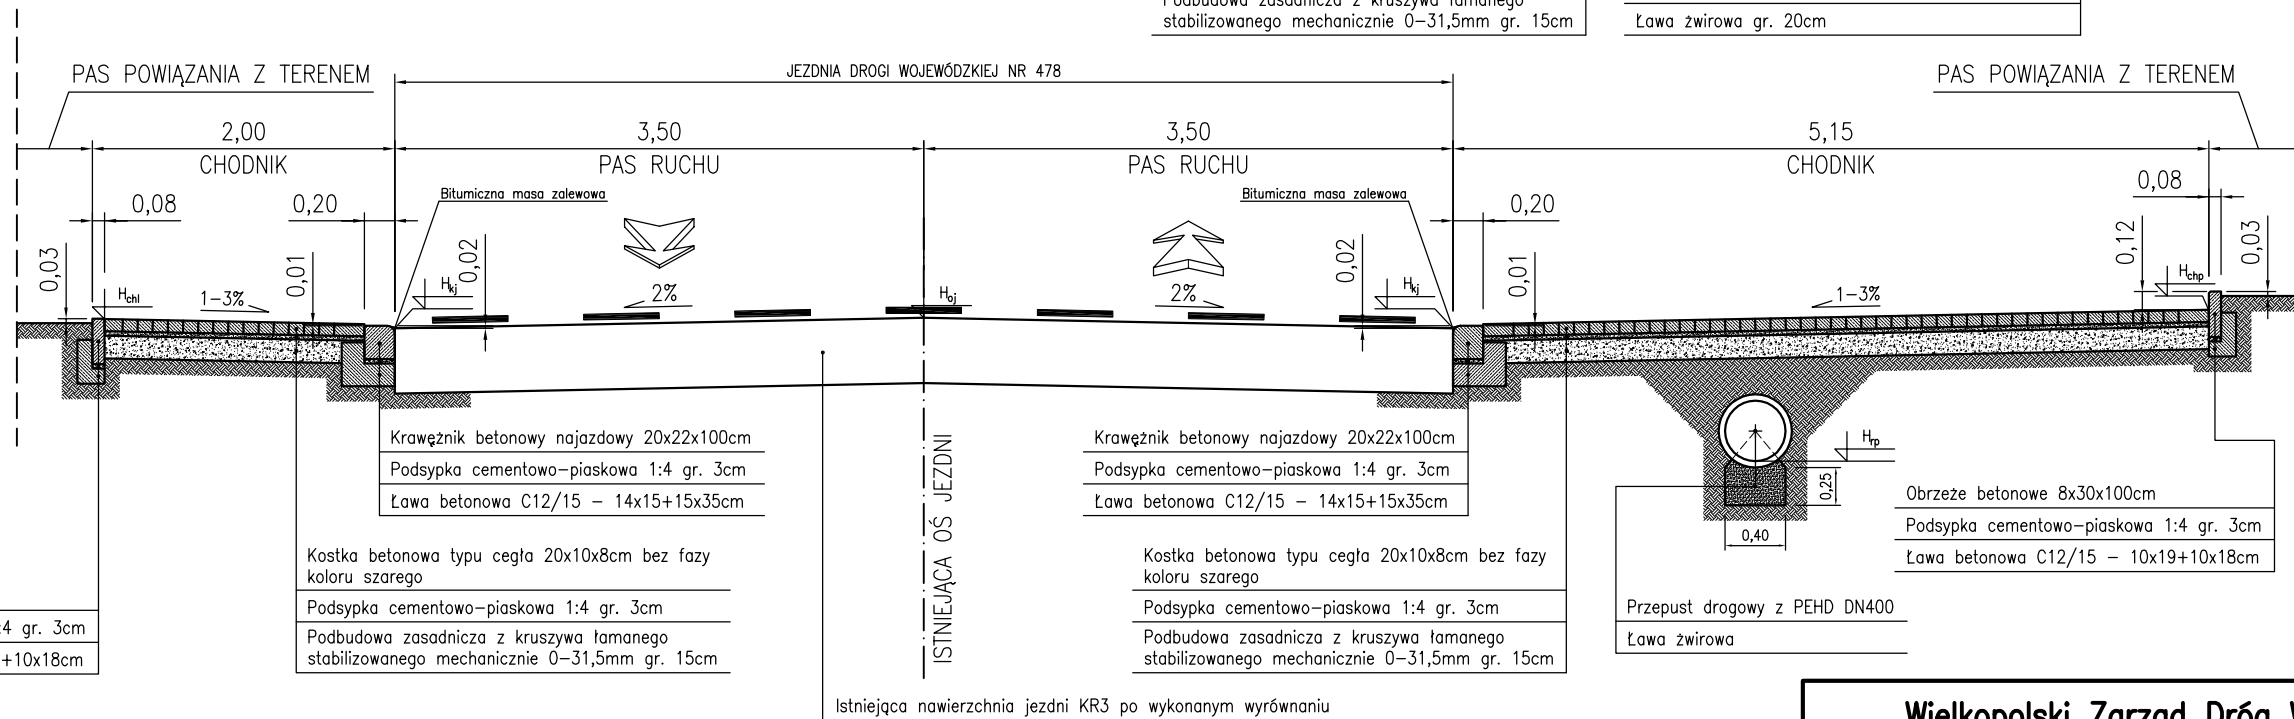 Podbudowa zasadnicza z kruszywa łamanego
stabilizowanego mechanicznie 0-31,5mm gr. 15cm
Ława żwirowa gr. 20cm
PAS POWIĄZANIA Z TERENEM
JEZDNIA DROGI WOJEWÓDZKIEJ NR 478
PAS POWIĄZANIA Z TERENEM
2,00
3,50
3,50
5,15
CHODNIK
PAS RUCHU
PAS RUCHU
CHODNIK
0,08
0,20
Bitumiczna masa zalewowa
Bitumiczna masa zalewowa
0,20
0,08
0,03
0,01
0,02
0,02
0,01
0,12
0,03
Hchl
1-3%
Hkj
2%
Hoj
2%
Hkj
1-3%
Hchp
Krawężnik betonowy najazdowy 20x22x100cm
Podsypka cementowo-piaskowa 1:4 gr. 3cm
Ława betonowa C12/15 - 14x15+15x35cm
ISTNIEJĄCA OŚ JEZDNI
Krawężnik betonowy najazdowy 20x22x100cm
Podsypka cementowo-piaskowa 1:4 gr. 3cm
Ława betonowa C12/15 - 14x15+15x35cm
Hrp
0,25
0,40
Obrzeże betonowe 8x30x100cm
Podsypka cementowo-piaskowa 1:4 gr. 3cm
Ława betonowa C12/15 - 10x19+10x18cm
Kostka betonowa typu cegła 20x10x8cm bez fazy
koloru szarego
Podsypka cementowo-piaskowa 1:4 gr. 3cm
Podbudowa zasadnicza z kruszywa łamanego
stabilizowanego mechanicznie 0-31,5mm gr. 15cm
Kostka betonowa typu cegła 20x10x8cm bez fazy
koloru szarego
Podsypka cementowo-piaskowa 1:4 gr. 3cm
Podbudowa zasadnicza z kruszywa łamanego
stabilizowanego mechanicznie 0-31,5mm gr. 15cm
Przepust drogowy z PEHD DN400
Ława żwirowa
:4 gr. 3cm
+10x18cm
Istniejąca nawierzchnia jezdni KR3 po wykonanym wyrównaniu
Wielkopolski Zarząd Dróg